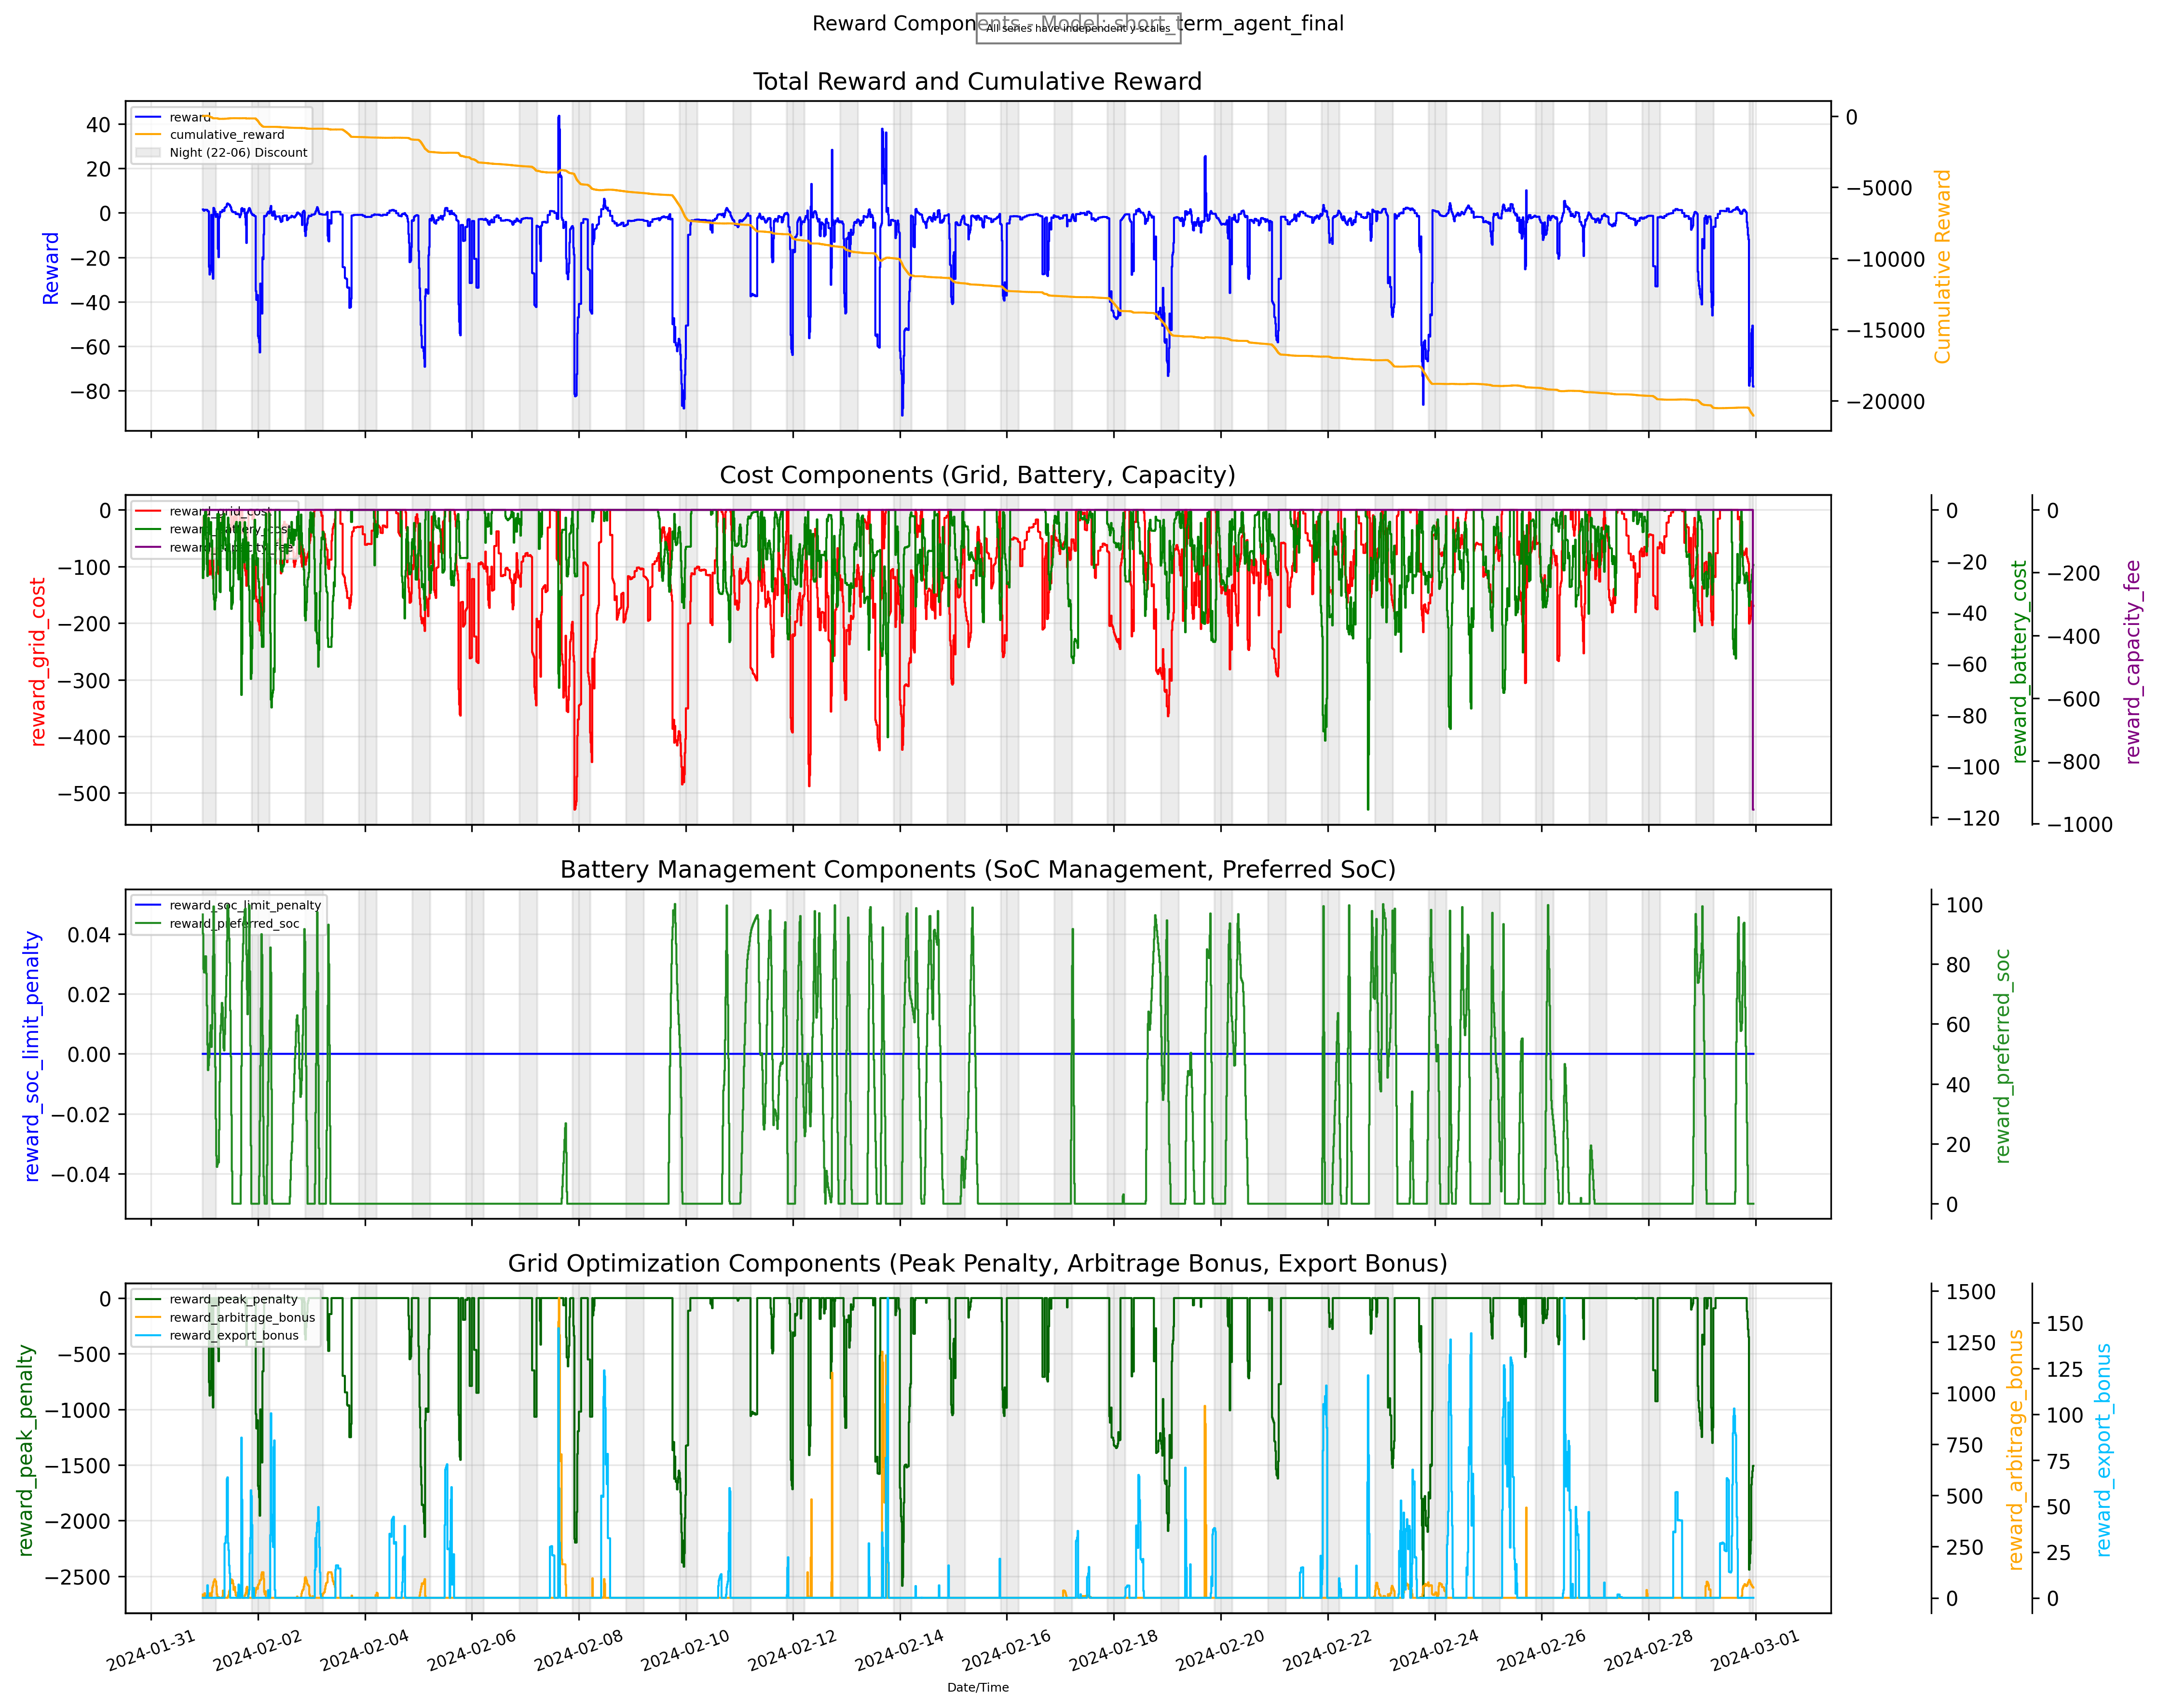 Reward Components - Model: short_term_agent_final
All series have independent y-scales
Total Reward and Cumulative Reward
reward
cumulative_reward
Night (22-06) Discount
40
20
0
−20
−40
−60
−80
Reward
0
−5000
−10000
−15000
−20000
Cumulative Reward
Cost Components (Grid, Battery, Capacity)
reward_grid_cost
reward_battery_cost
reward_capacity_fee
0
−100
−200
−300
−400
−500
reward_grid_cost
0
−20
−40
−60
−80
−100
−120
reward_battery_cost
0
−200
−400
−600
−800
−1000
reward_capacity_fee
Battery Management Components (SoC Management, Preferred SoC)
reward_soc_limit_penalty
reward_preferred_soc
0.04
0.02
0.00
−0.02
−0.04
reward_soc_limit_penalty
100
80
60
40
20
0
reward_preferred_soc
Grid Optimization Components (Peak Penalty, Arbitrage Bonus, Export Bonus)
reward_peak_penalty
reward_arbitrage_bonus
reward_export_bonus
0
−500
−1000
−1500
−2000
−2500
reward_peak_penalty
1500
1250
1000
750
500
250
0
reward_arbitrage_bonus
150
125
100
75
50
25
0
reward_export_bonus
2024-01-31
2024-02-02
2024-02-04
2024-02-06
2024-02-08
2024-02-10
2024-02-12
2024-02-14
2024-02-16
2024-02-18
2024-02-20
2024-02-22
2024-02-24
2024-02-26
2024-02-28
2024-03-01
Date/Time